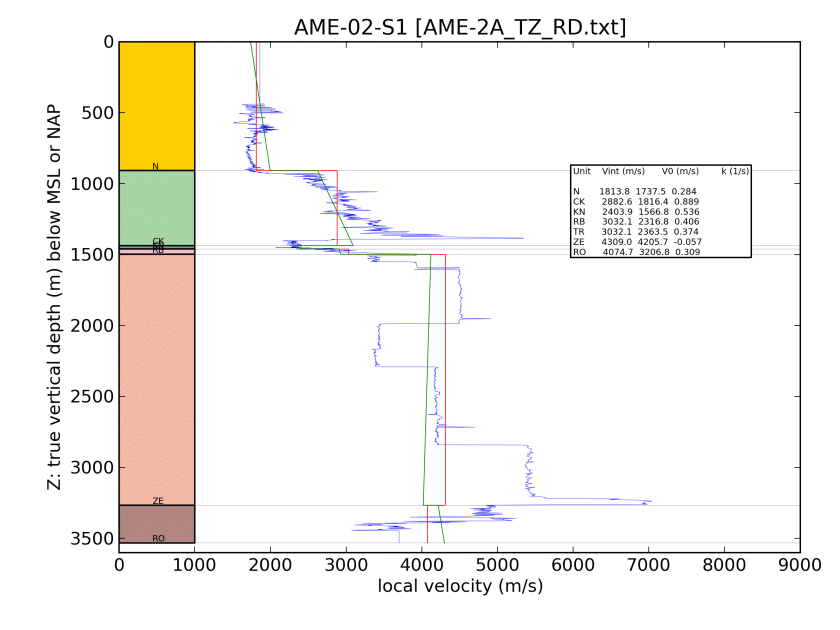 AME-02-S1 [AME-2A_TZ_RD.txt]
Z: true vertical depth (m) below MSL or NAP
0
500
1000
1500
2000
2500
3000
3500
N
CK
RB
ZE
RO
Unit Vint (m/s) V0 (m/s) k (1/s)
N 1813.8 1737.5 0.284
CK 2882.6 1816.4 0.889
KN 2403.9 1566.8 0.536
RB 3032.1 2316.8 0.406
TR 3032.1 2363.5 0.374
ZE 4309.0 4205.7 -0.057
RO 4074.7 3206.8 0.309
0 1000 2000 3000 4000 5000 6000 7000 8000 9000
local velocity (m/s)